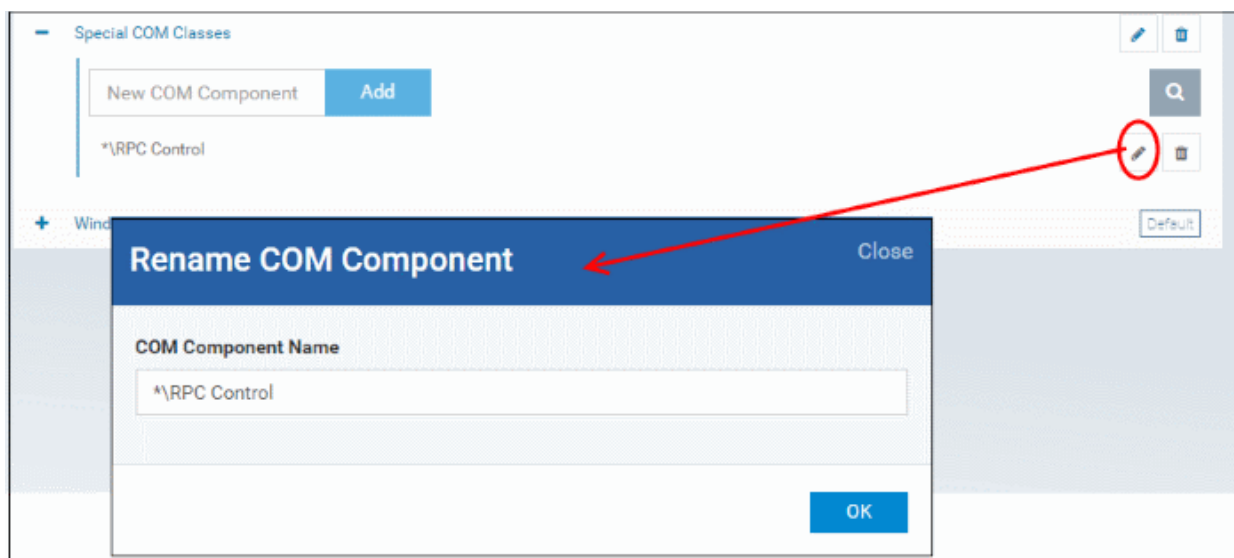 Special COM Classes
New COM Component
Add
*\RPC Control
Wind
Default
Rename COM Component
Close
COM Component Name
*\RPC Control
OK